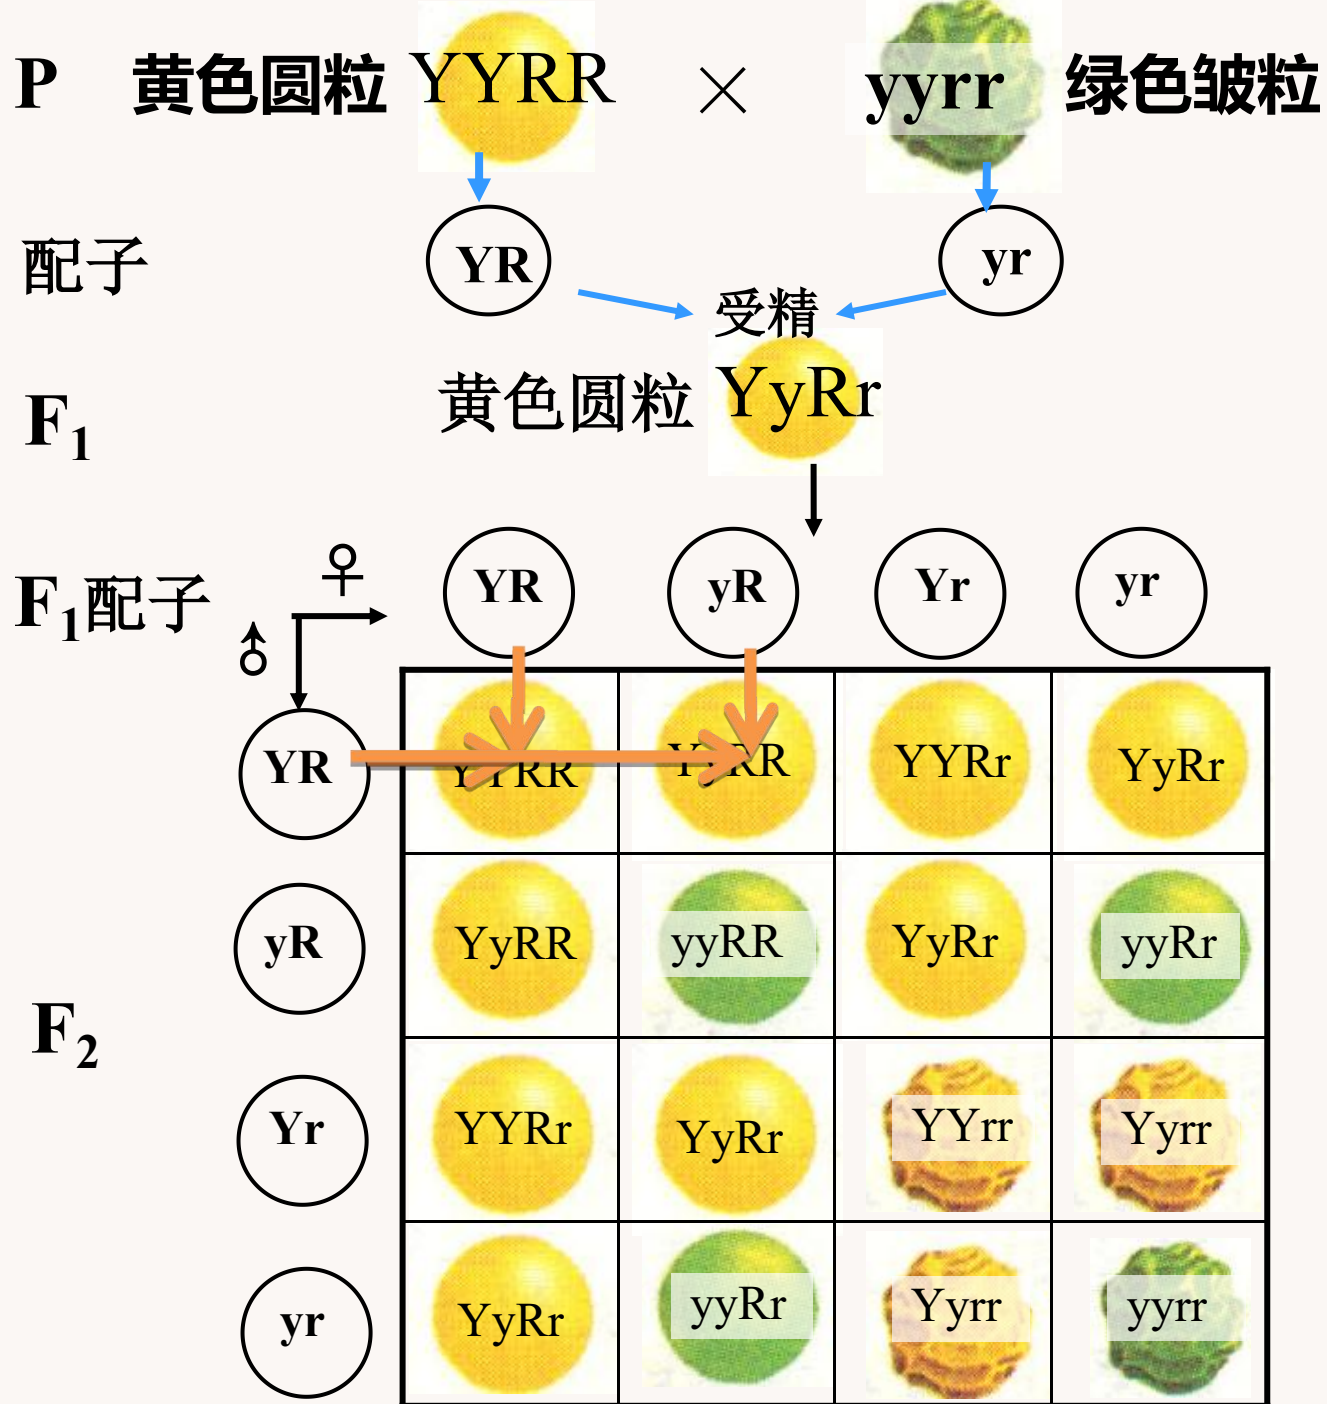 P 黄色圆粒 YYRR × yyrr 绿色皱粒
配子 YR yr
受精
F₁ 黄色圆粒 YyRr
F₁配子 ♀ YR yR Yr yr
♂
YR YYRR YyRR YYRr YyRr
yR YyRR yyRR YyRr yyRr
F₂
Yr YYRr YyRr YYrr Yyrr
yr YyRr yyRr Yyrr yyrr